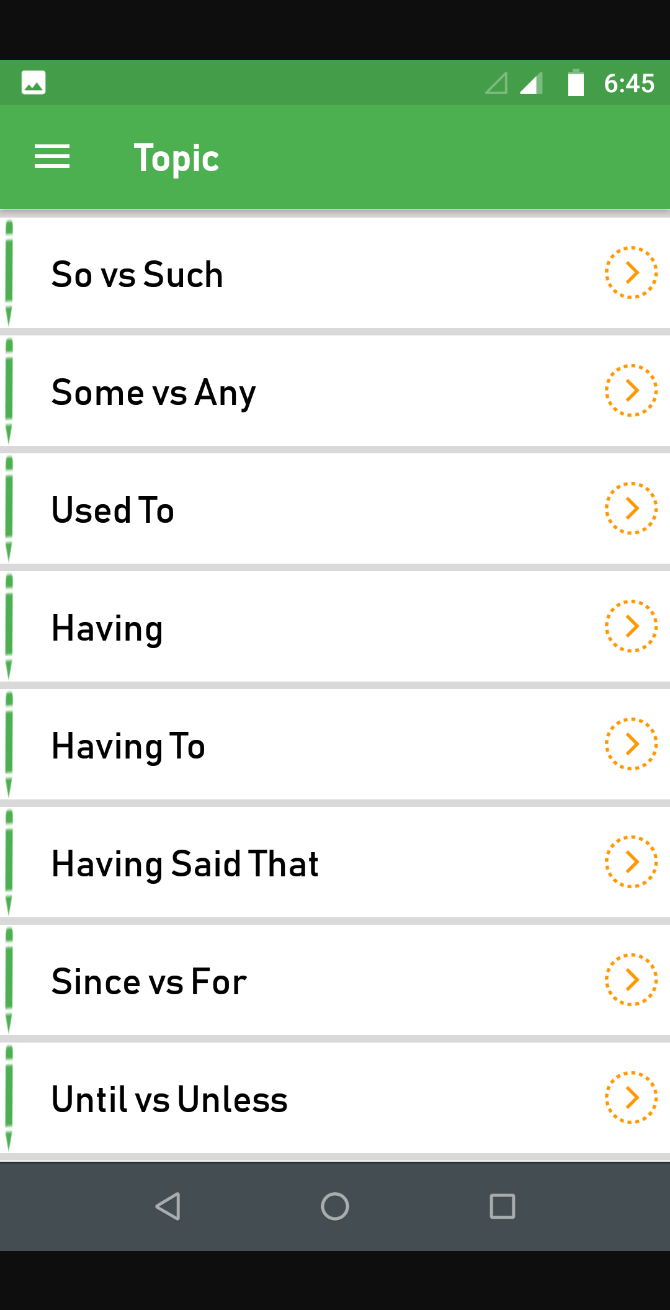 6:45
Topic
So vs Such
Some vs Any
Used To
Having
Having To
Having Said That
Since vs For
Until vs Unless